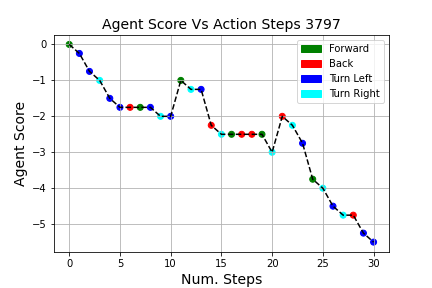 Agent Score Vs Action Steps 3797
Agent Score
0
−1
−2
−3
−4
−5
Forward
Back
Turn Left
Turn Right
0 5 10 15 20 25 30
Num. Steps